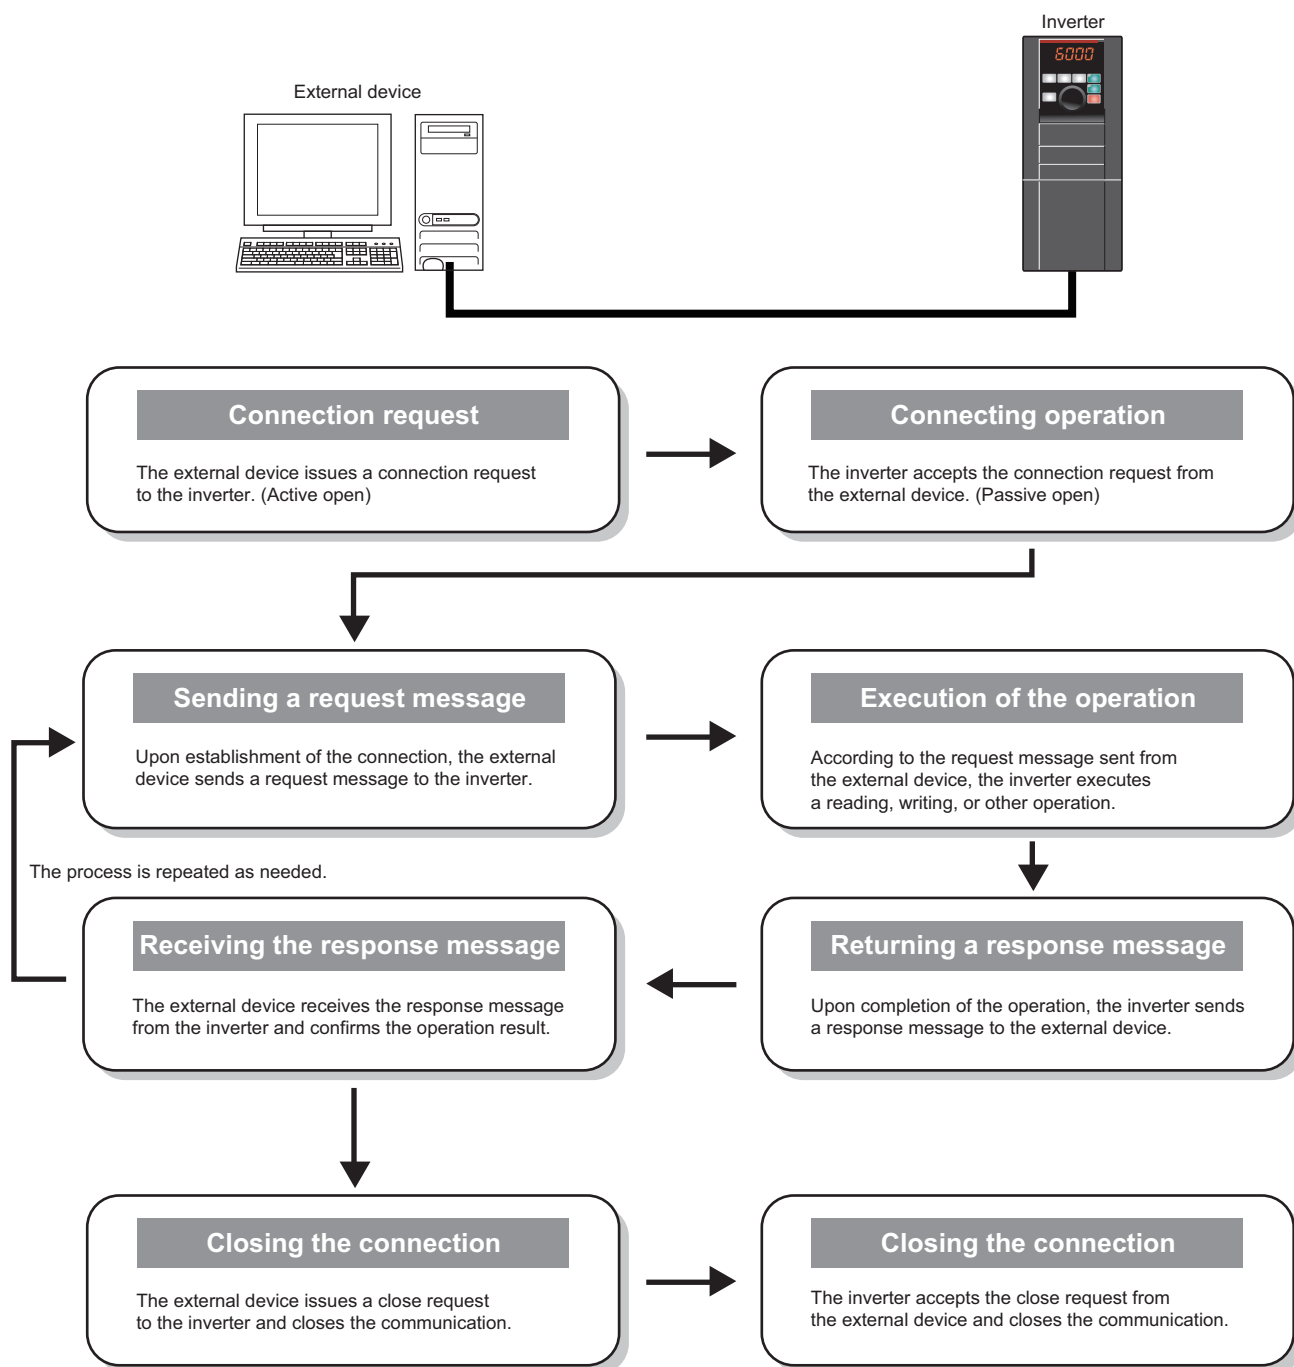 Inverter
6000
External device
Connection request
The external device issues a connection request
to the inverter. (Active open)
Connecting operation
The inverter accepts the connection request from
the external device. (Passive open)
Sending a request message
Upon establishment of the connection, the external
device sends a request message to the inverter.
Execution of the operation
According to the request message sent from
the external device, the inverter executes
a reading, writing, or other operation.
The process is repeated as needed.
Receiving the response message
The external device receives the response message
from the inverter and confirms the operation result.
Returning a response message
Upon completion of the operation, the inverter sends
a response message to the external device.
Closing the connection
The external device issues a close request
to the inverter and closes the communication.
Closing the connection
The inverter accepts the close request from
the external device and closes the communication.